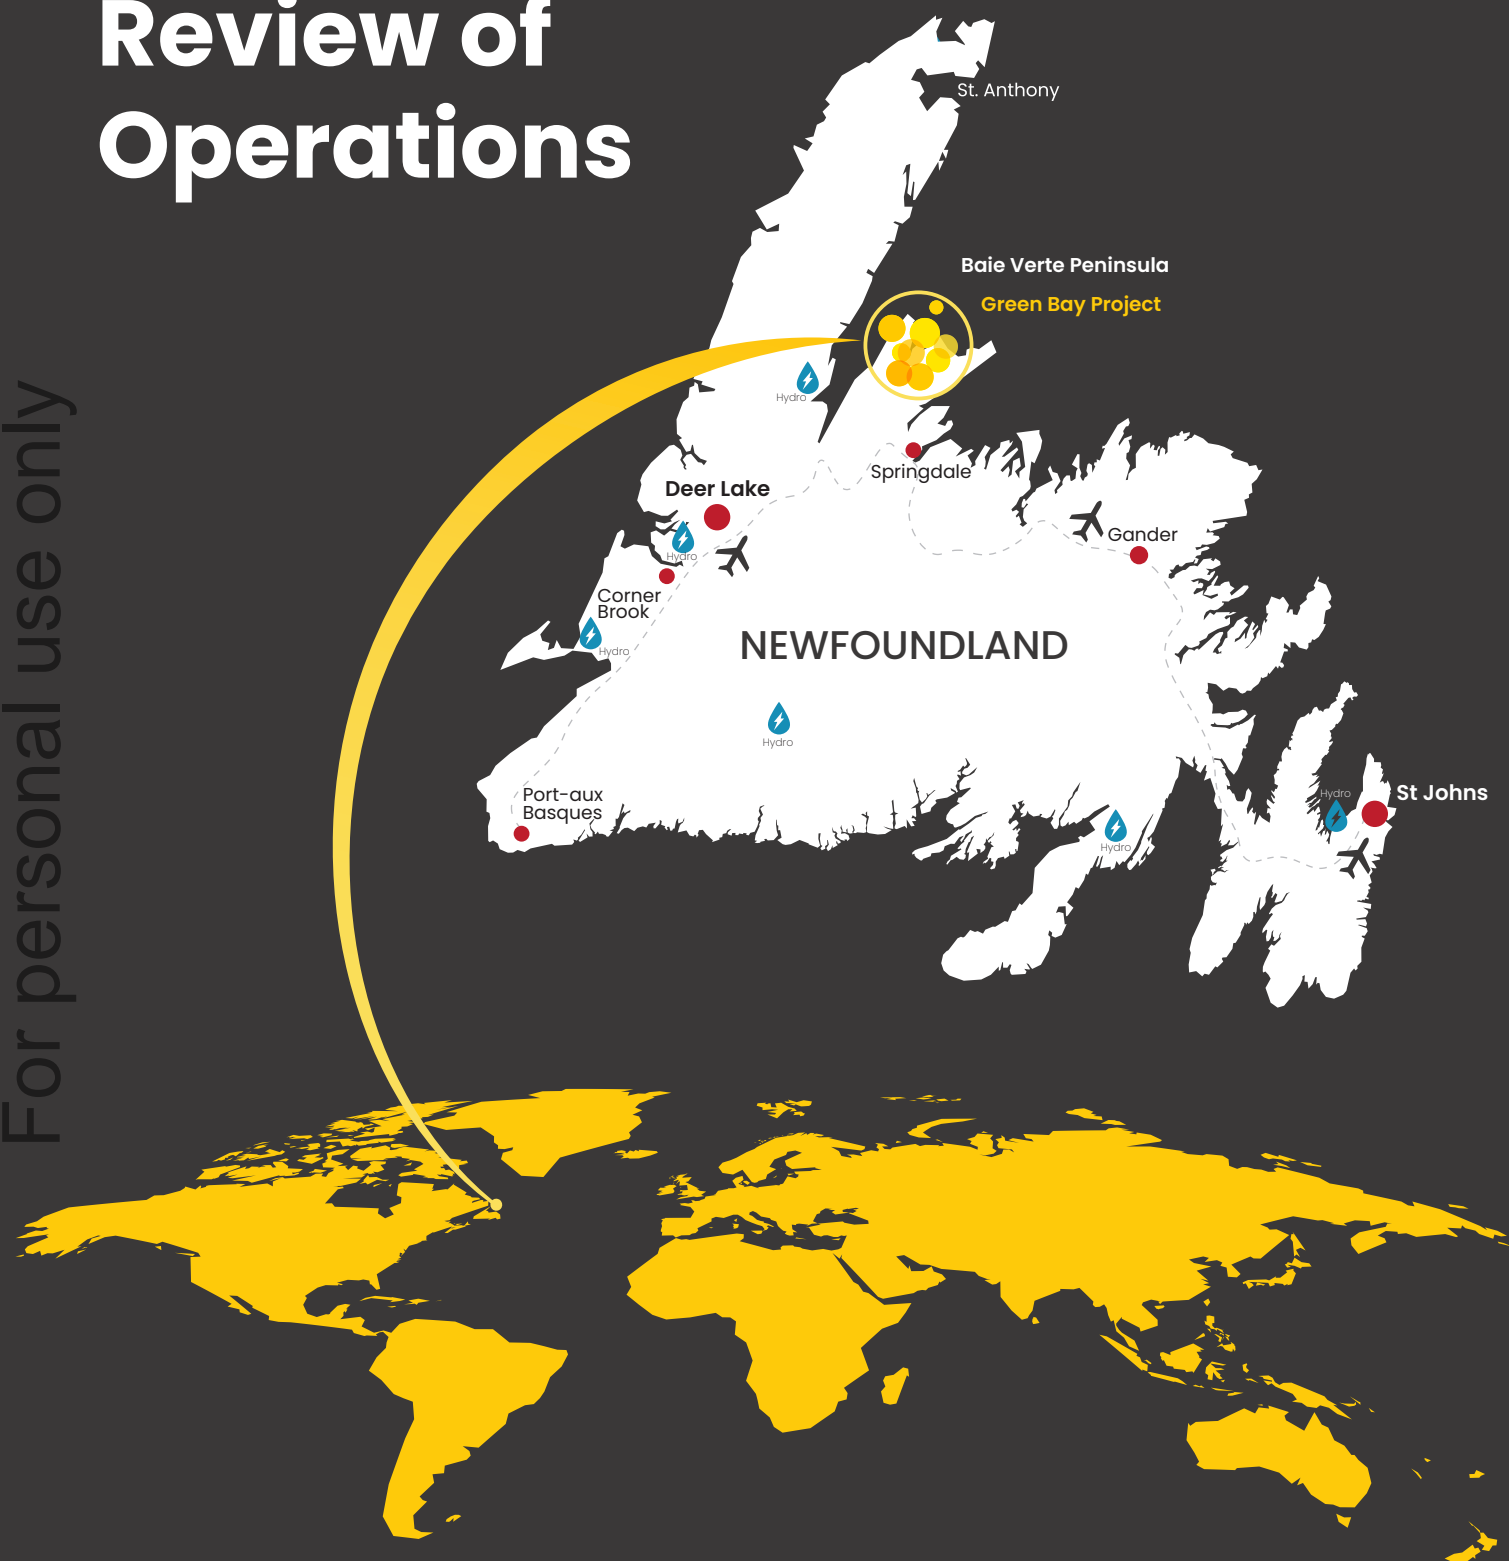 Review of
Operations
St. Anthony
Baie Verte Peninsula
Green Bay Project
Hydro
Springdale
Deer Lake
Hydro
Gander
Corner
Brook
Hydro
NEWFOUNDLAND
Hydro
Port-aux
Basques
Hydro
St Johns
Hydro
For personal use only